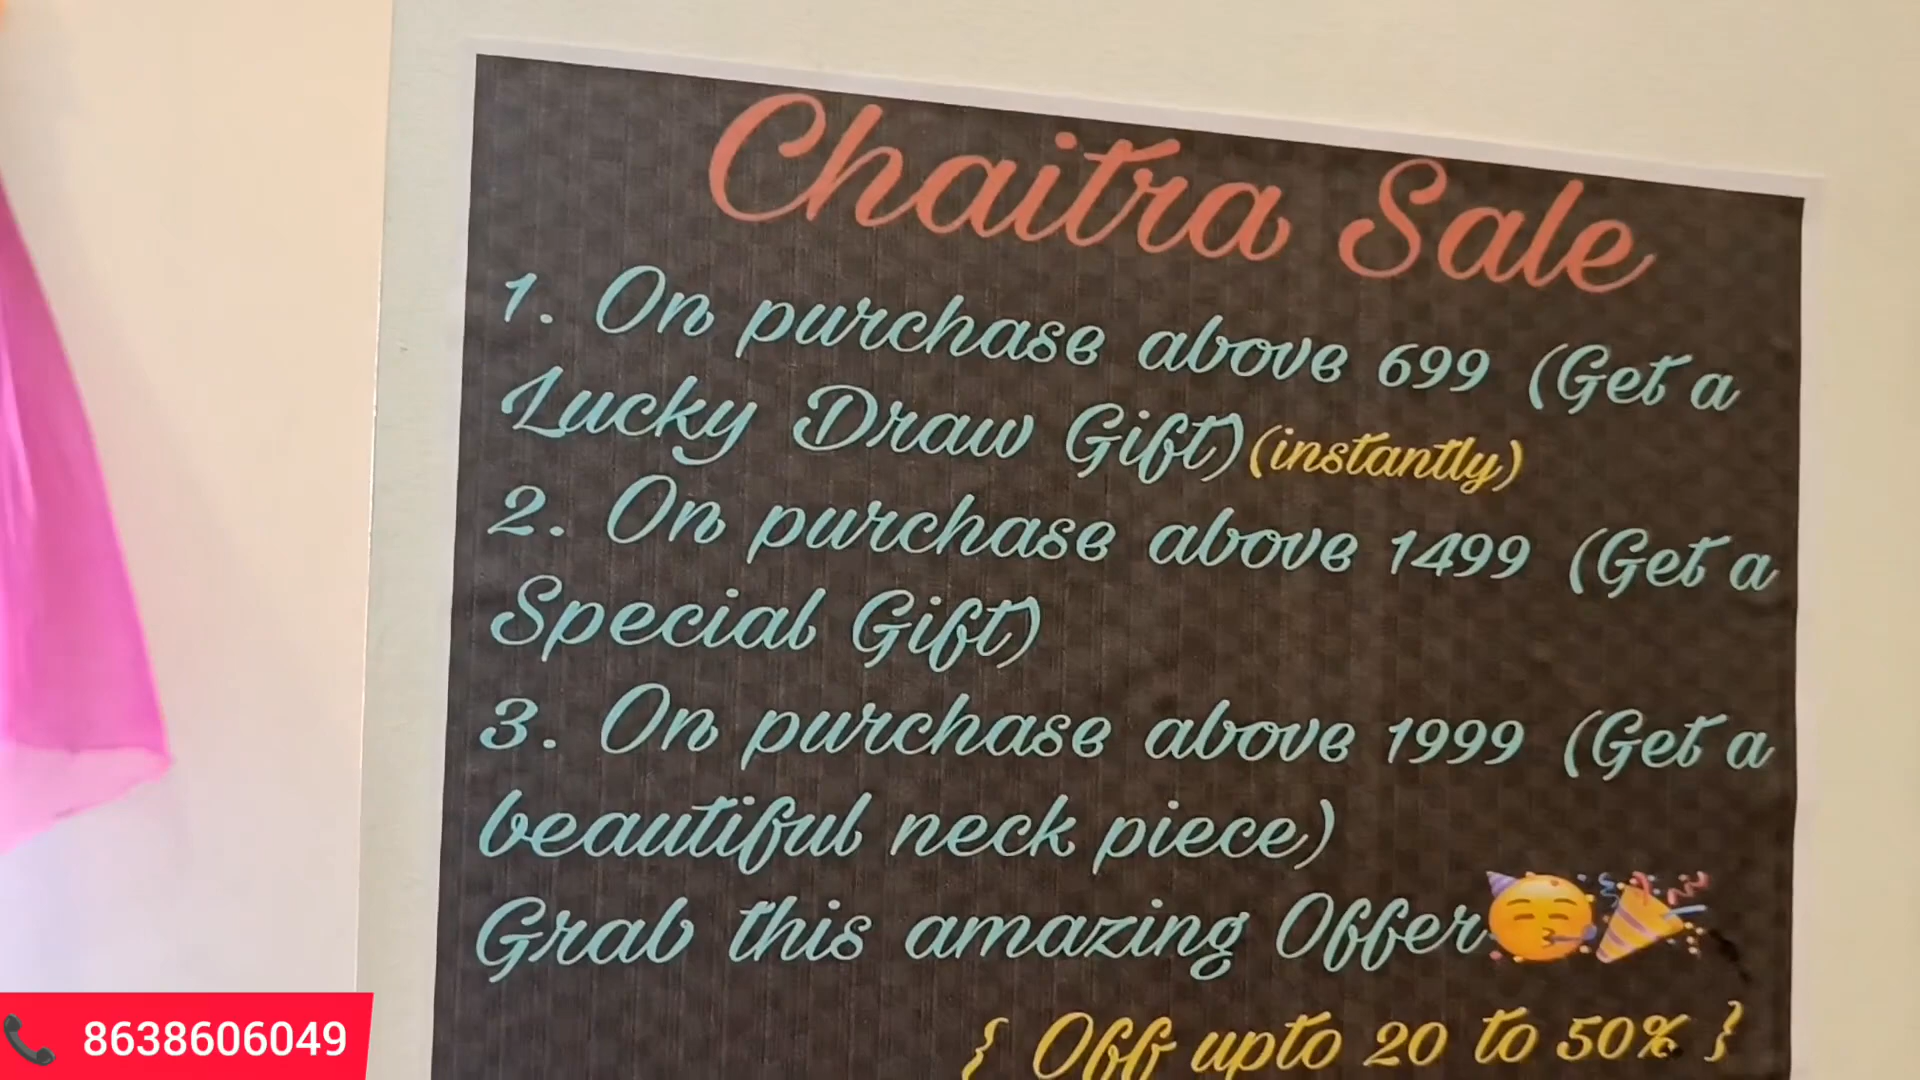 Chaitra Sale
1. On purchase above 699 (Get a
Lucky Draw Gift)(instantly)
2. On purchase above 1499 (Get a
Special Gift)
3. On purchase above 1999 (Get a
beautiful neck piece)
Grab this amazing Offer🥳🎉
{ Off upto 20 to 50% }
📞 8638606049